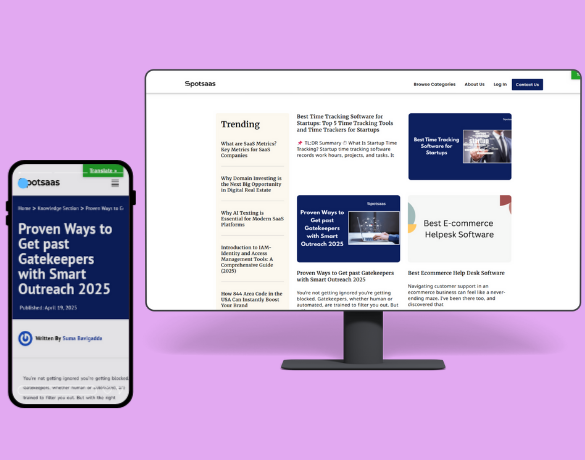 Spotsaas
Browse Categories
About Us
Log In
Contact Us
Trending
What are SaaS Metrics?
Key Metrics for SaaS
Companies
Why Domain Investing is
the Next Big Opportunity
in Digital Real Estate
Why AI Texting is
Essential for Modern SaaS
Platforms
Introduction to IAM-
Identity and Access
Management Tools: A
Comprehensive Guide
(2025)
How 844 Area Code in the
USA Can Instantly Boost
Your Brand
Best Time Tracking Software for
Startups: Top 5 Time Tracking Tools
and Time Trackers for Startups
TL;DR Summary What is Startup Time
Tracking? Startup time tracking software
records work hours, projects, and tasks. It
Best Time Tracking
Software for
Startups
Spotsaas
Proven Ways to
Get past
Gatekeepers
with Smart
Outreach 2025
Proven Ways to Get past Gatekeepers
with Smart Outreach 2025
You're not getting ignored you're getting
blocked. Gatekeepers, whether human or
automated, are trained to filter you out. But
Best E-commerce
Helpesk Software
Best Ecommerce Help Desk Software
Navigating customer support in an
ecommerce business can feel like a never-
ending maze. I've been there too, and
discovered that
Translate »
Spotsaas
Home > Knowledge Section > Proven Ways to G
Proven Ways to
Get past
Gatekeepers
with Smart
Outreach 2025
Published: April 19, 2025
Written By Suma
You're not getting ignored you're getting blocked.
Gatekeepers, whether human or
trained to filter you out. But with the right